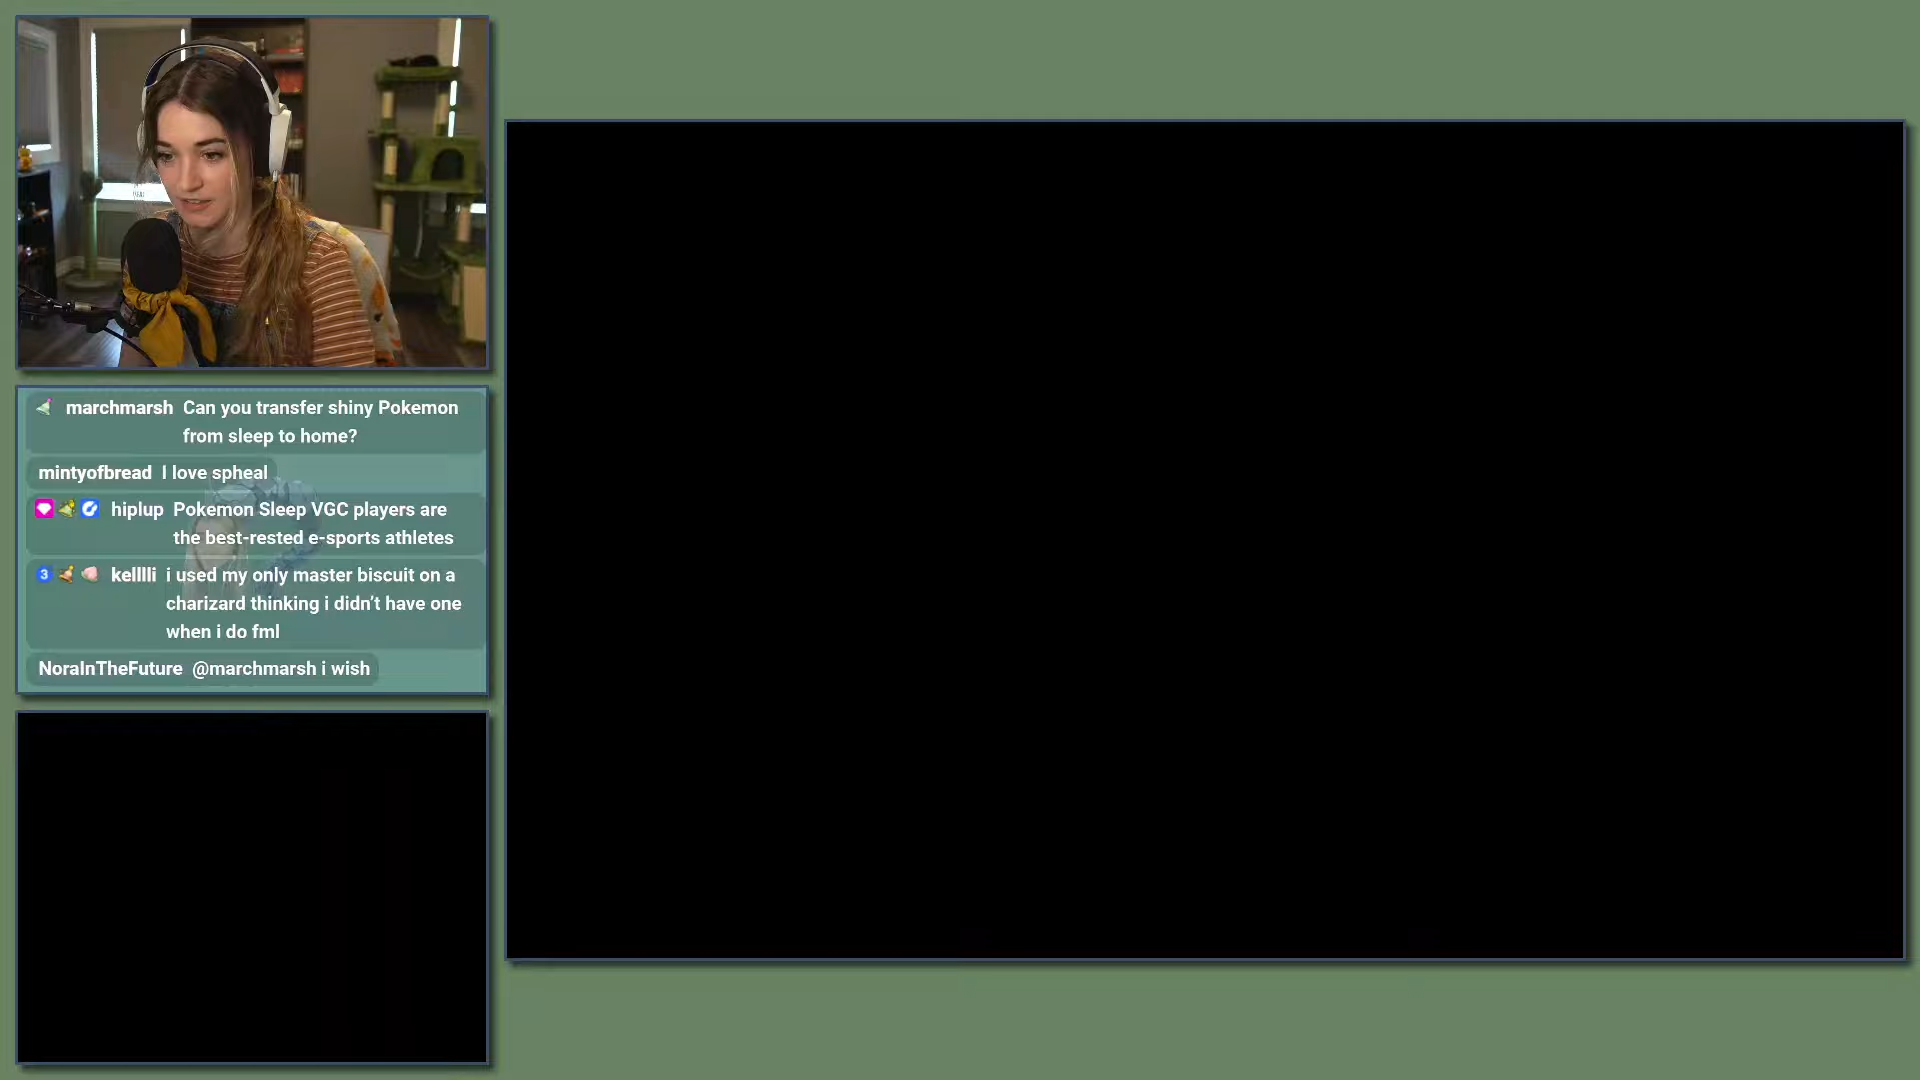 marchmarsh Can you transfer shiny Pokemon
from sleep to home?
mintyofbread I love spheal
hiplup Pokemon Sleep VGC players are
the best-rested e-sports athletes
3 kelllli i used my only master biscuit on a
charizard thinking i didn't have one
when i do fml
NoraInTheFuture @marchmarsh i wish